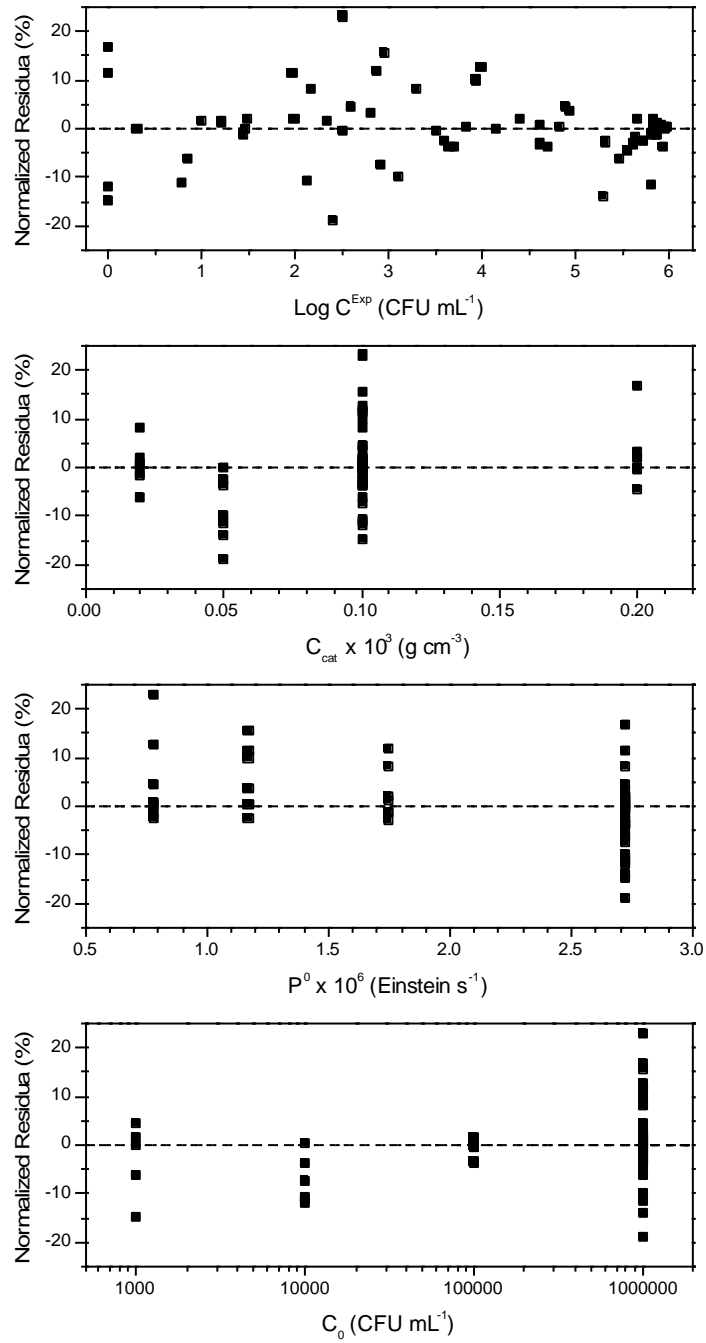 20
10
0
-10
-20
Normalized Residua (%)
0 1 2 3 4 5 6
Log C^Exp (CFU mL^-1)
20
10
0
-10
-20
Normalized Residua (%)
0.00 0.05 0.10 0.15 0.20
C_cat x 10^3 (g cm^-3)
20
10
0
-10
-20
Normalized Residua (%)
0.5 1.0 1.5 2.0 2.5 3.0
P^0 x 10^6 (Einstein s^-1)
20
10
0
-10
-20
Normalized Residua (%)
1000 10000 100000 1000000
C_0 (CFU mL^-1)